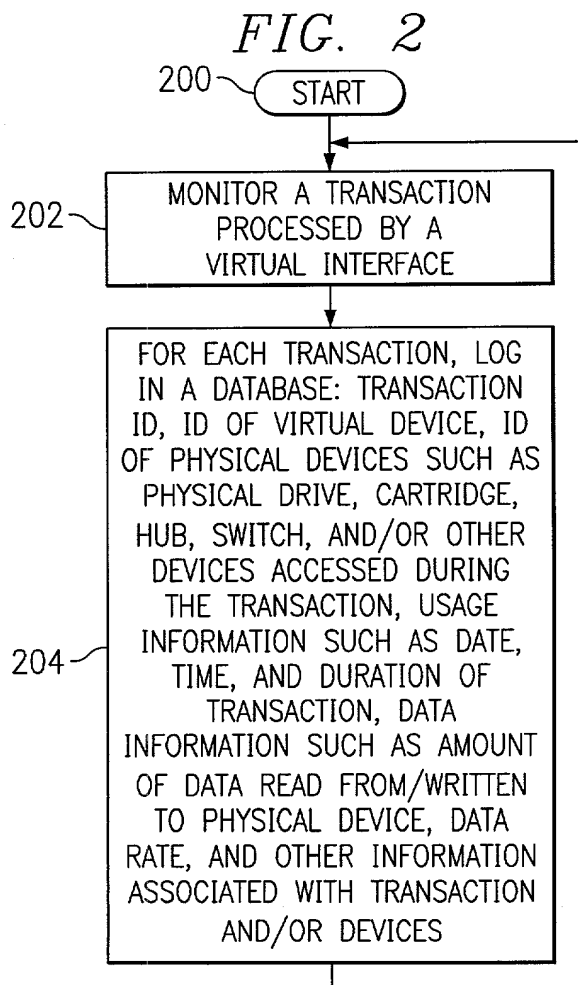 FIG. 2
200
START
202
MONITOR A TRANSACTION
PROCESSED BY A
VIRTUAL INTERFACE
204
FOR EACH TRANSACTION, LOG
IN A DATABASE: TRANSACTION
ID, ID OF VIRTUAL DEVICE, ID
OF PHYSICAL DEVICES SUCH AS
PHYSICAL DRIVE, CARTRIDGE,
HUB, SWITCH, AND/OR OTHER
DEVICES ACCESSED DURING
THE TRANSACTION, USAGE
INFORMATION SUCH AS DATE,
TIME, AND DURATION OF
TRANSACTION, DATA
INFORMATION SUCH AS AMOUNT
OF DATA READ FROM/WRITTEN
TO PHYSICAL DEVICE, DATA
RATE, AND OTHER INFORMATION
ASSOCIATED WITH TRANSACTION
AND/OR DEVICES